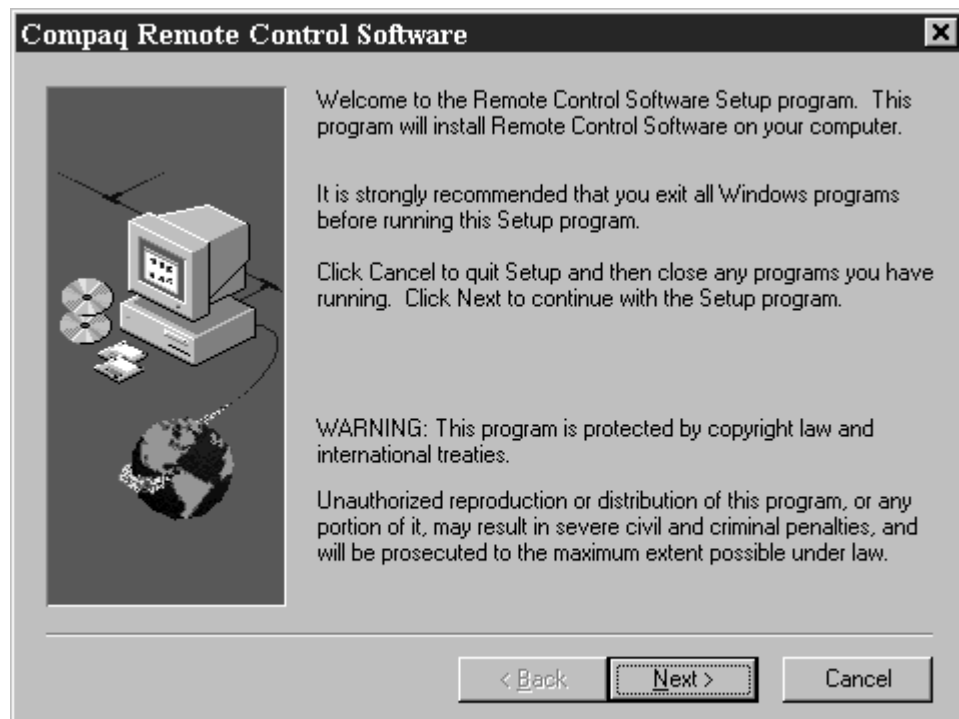 Compaq Remote Control Software
Welcome to the Remote Control Software Setup program. This
program will install Remote Control Software on your computer.
It is strongly recommended that you exit all Windows programs
before running this Setup program.
Click Cancel to quit Setup and then close any programs you have
running. Click Next to continue with the Setup program.
WARNING: This program is protected by copyright law and
international treaties.
Unauthorized reproduction or distribution of this program, or any
portion of it, may result in severe civil and criminal penalties, and
will be prosecuted to the maximum extent possible under law.
< Back Next > Cancel